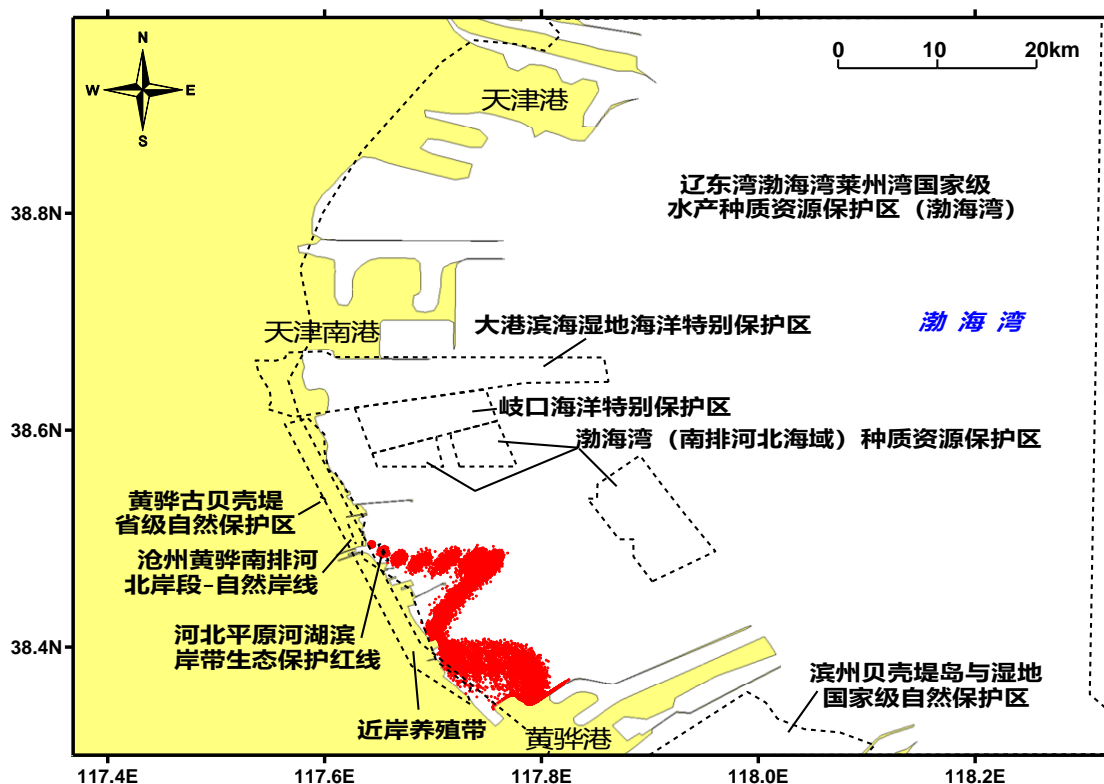 N
W
E
S
0 10 20km
天津港
辽东湾渤海湾莱州湾国家级
水产种质资源保护区（渤海湾）
38.8N
渤海湾
天津南港
大港滨海湿地海洋特别保护区
岐口海洋特别保护区
38.6N
渤海湾（南排河北海域）种质资源保护区
黄骅古贝壳堤
省级自然保护区
沧州黄骅南排河
北岸段-自然岸线
河北平原河湖滨
岸带生态保护红线
38.4N
滨州贝壳堤岛与湿地
国家级自然保护区
近岸养殖带
黄骅港
117.4E 117.6E 117.8E 118.0E 118.2E